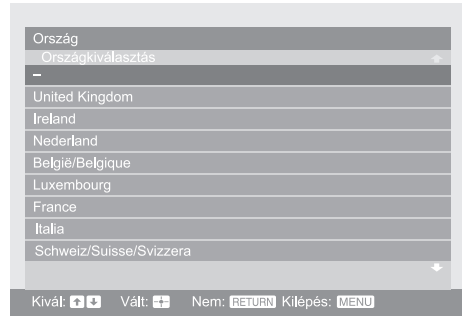 Ország
Országkiválasztás
–
United Kingdom
Ireland
Nederland
België/Belgique
Luxembourg
France
Italia
Schweiz/Suisse/Svizzera
Kivál: Vált: Nem: RETURN Kilépés: MENU